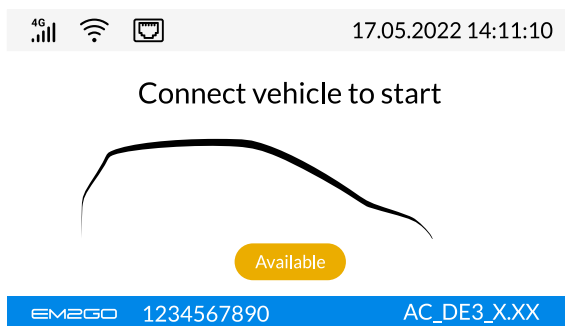 4G 17.05.2022 14:11:10
Connect vehicle to start
Available
EM2GO 1234567890 AC_DE3_X.XX